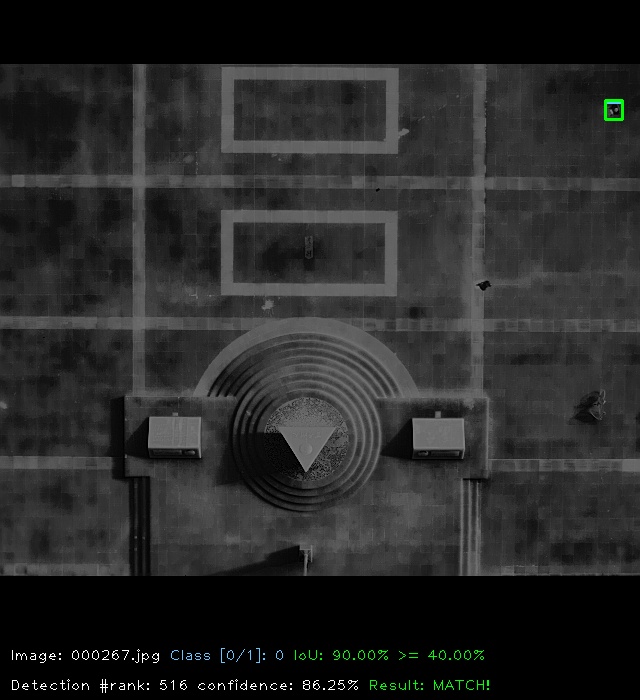 Image: 000267.jpg Class [0/1]: 0 IoU: 90.00% >= 40.00%
Detection #rank: 516 confidence: 86.25% Result: MATCH!